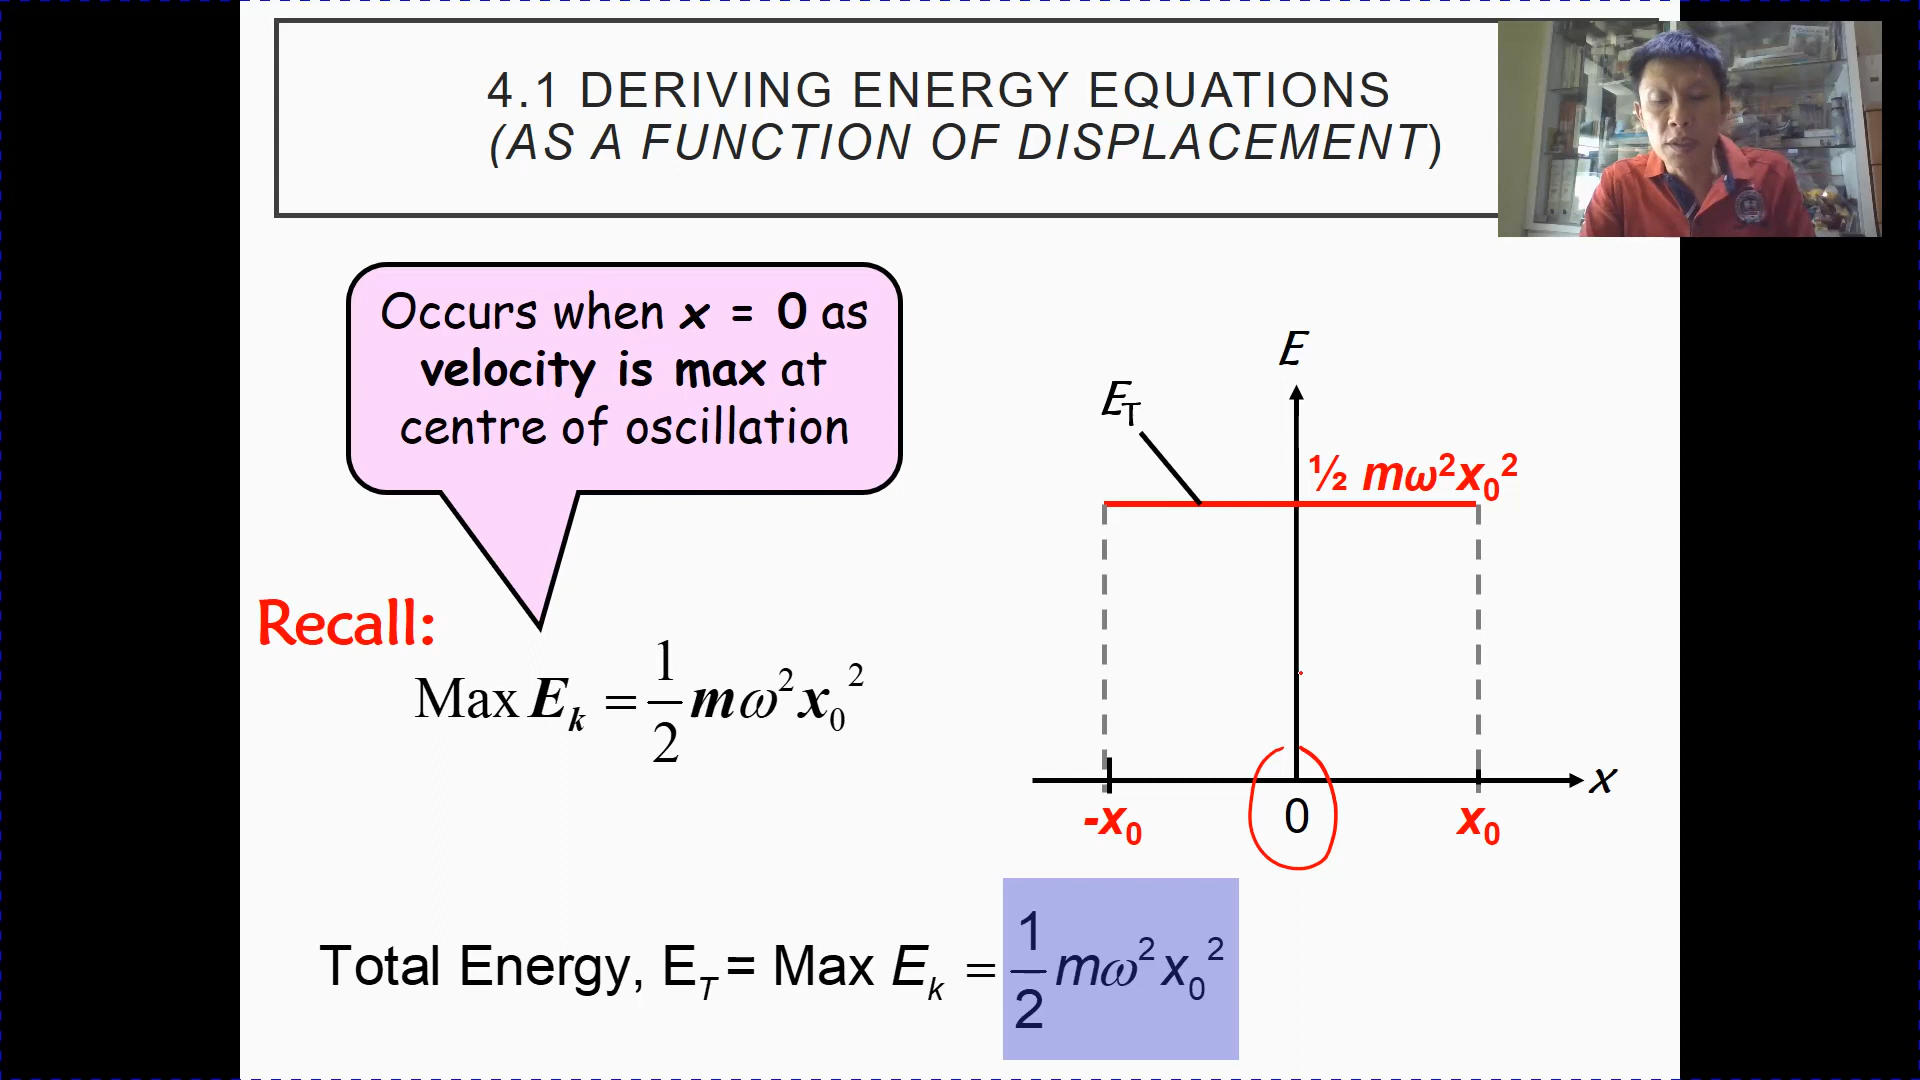 4.1 DERIVING ENERGY EQUATIONS
(AS A FUNCTION OF DISPLACEMENT)
Occurs when x = 0 as
velocity is max at
centre of oscillation
Recall:
Max Eₖ = 1/2 mω²x₀²
E
E_T
½ mω²x₀²
-x₀
0
x₀
x
Total Energy, E_T = Max Eₖ = 1/2 mω²x₀²